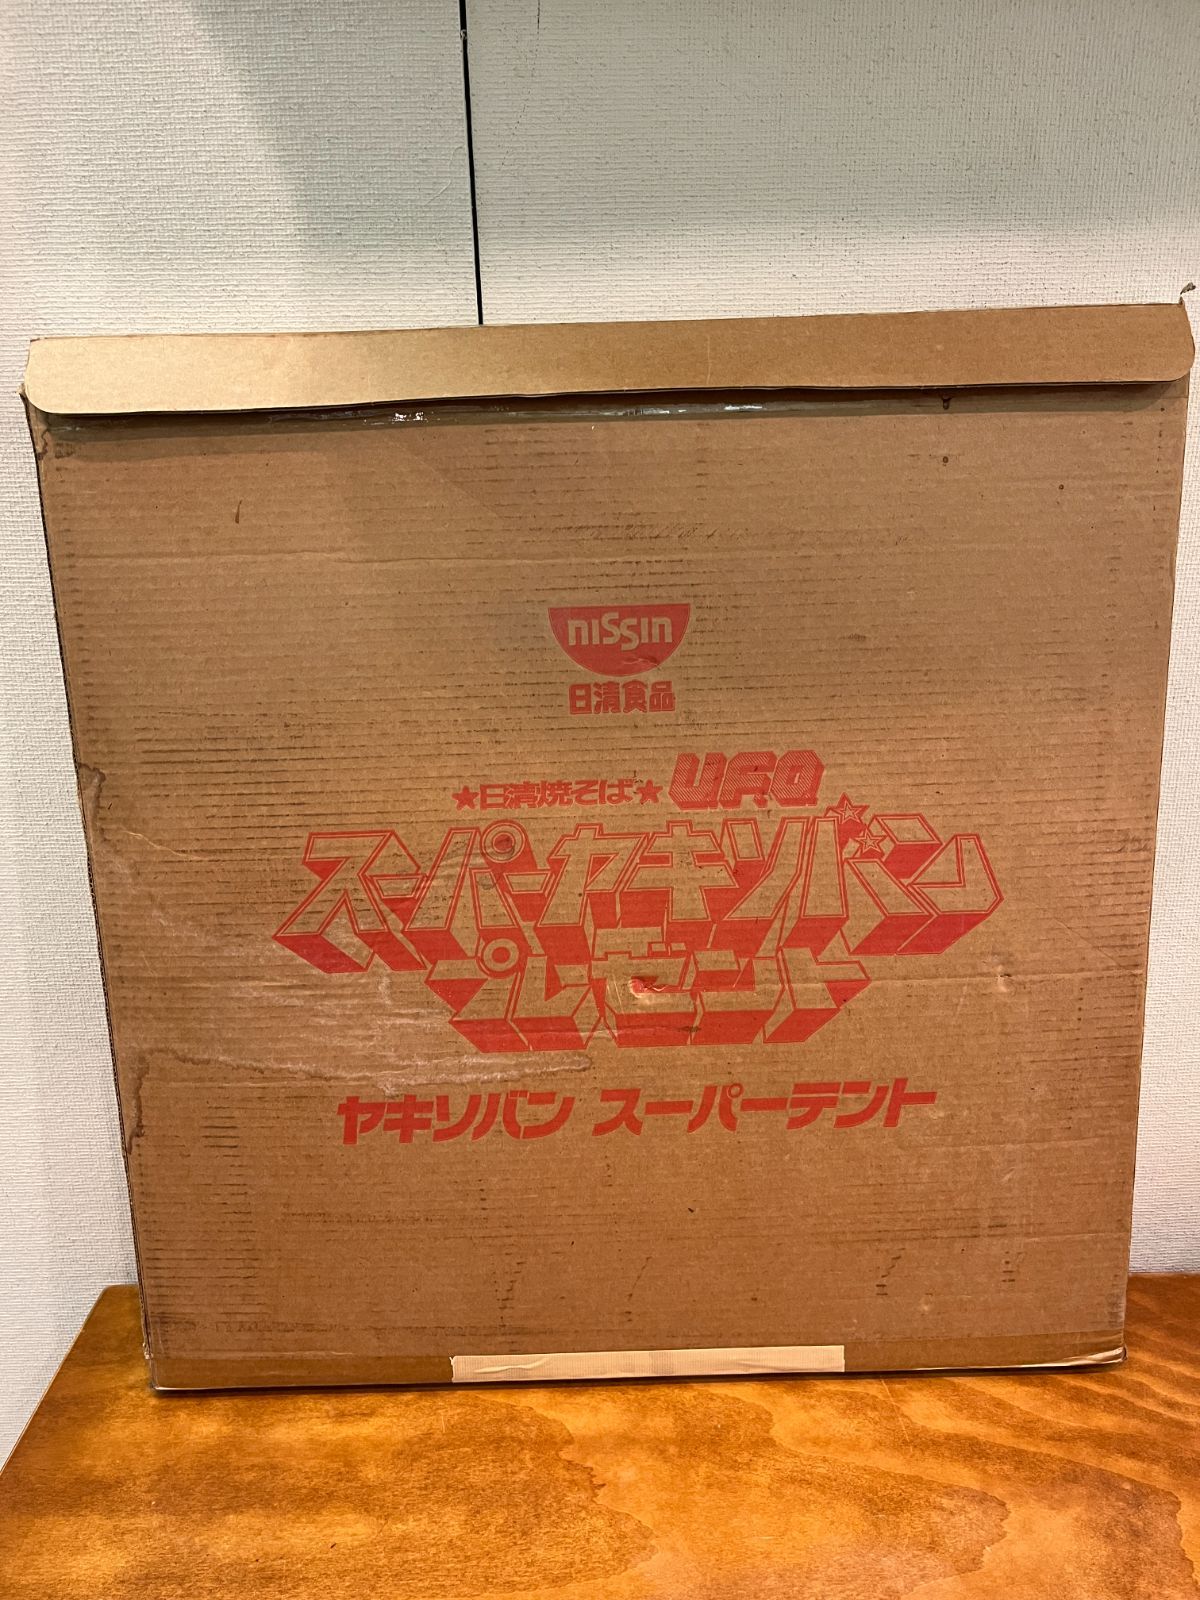 nissin
日清食品
★日清焼そば★ U.F.O.
スーパーヤキソバン
プレゼント
ヤキソバン スーパーテント